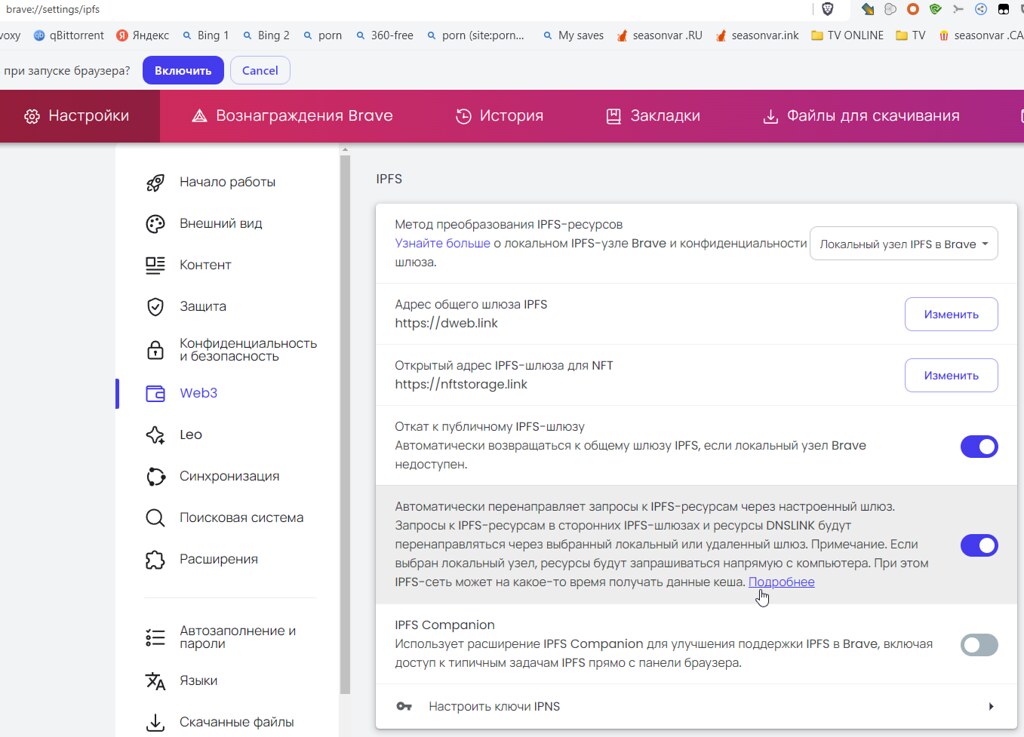 brave://settings/ipfs
voxy qBittorrent Яндекс Bing 1 Bing 2 porn 360-free porn (site:porn... My saves seasonvar .RU seasonvar.ink TV ONLINE TV seasonvar .CA
при запуске браузера? Включить Cancel
Настройки Вознаграждения Brave История Закладки Файлы для скачивания
Начало работы
Внешний вид
Контент
Защита
Конфиденциальность
и безопасность
Web3
Leo
Синхронизация
Поисковая система
Расширения
Автозаполнение и
пароли
Языки
Скачанные файлы
IPFS
Метод преобразования IPFS-ресурсов
Узнайте больше о локальном IPFS-узле Brave и конфиденциальности
шлюза.
Локальный узел IPFS в Brave
Адрес общего шлюза IPFS
https://dweb.link
Изменить
Открытый адрес IPFS-шлюза для NFT
https://nftstorage.link
Изменить
Откат к публичному IPFS-шлюзу
Автоматически возвращаться к общему шлюзу IPFS, если локальный узел Brave
недоступен.
Автоматически перенаправляет запросы к IPFS-ресурсам через настроенный шлюз.
Запросы к IPFS-ресурсам в сторонних IPFS-шлюзах и ресурсы DNSLINK будут
перенаправляться через выбранный локальный или удаленный шлюз. Примечание. Если
выбран локальный узел, ресурсы будут запрашиваться напрямую с компьютера. При этом
IPFS-сеть может на какое-то время получать данные кеша. Подробнее
IPFS Companion
Использует расширение IPFS Companion для улучшения поддержки IPFS в Brave, включая
доступ к типичным задачам IPFS прямо с панели браузера.
Настроить ключи IPNS